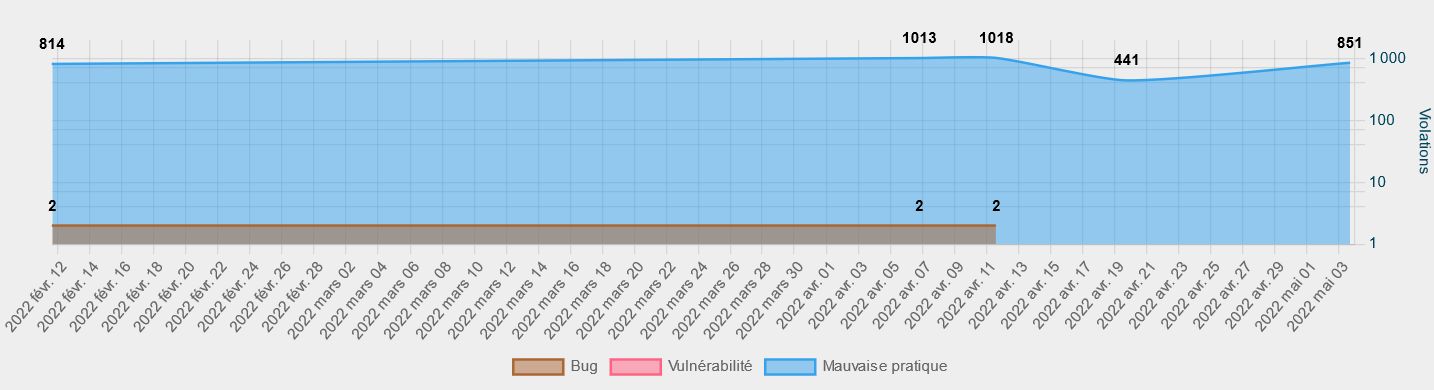 814
1013
1018
441
851
2
2
2
1 000
100
10
1
Violations
2022 févr. 12
2022 févr. 14
2022 févr. 16
2022 févr. 18
2022 févr. 20
2022 févr. 22
2022 févr. 24
2022 févr. 26
2022 févr. 28
2022 mars 02
2022 mars 04
2022 mars 06
2022 mars 08
2022 mars 10
2022 mars 12
2022 mars 14
2022 mars 16
2022 mars 18
2022 mars 20
2022 mars 22
2022 mars 24
2022 mars 26
2022 mars 28
2022 mars 30
2022 avr. 01
2022 avr. 03
2022 avr. 05
2022 avr. 07
2022 avr. 09
2022 avr. 11
2022 avr. 13
2022 avr. 15
2022 avr. 17
2022 avr. 19
2022 avr. 21
2022 avr. 23
2022 avr. 25
2022 avr. 27
2022 avr. 29
2022 mai 01
2022 mai 03
Bug
Vulnérabilité
Mauvaise pratique